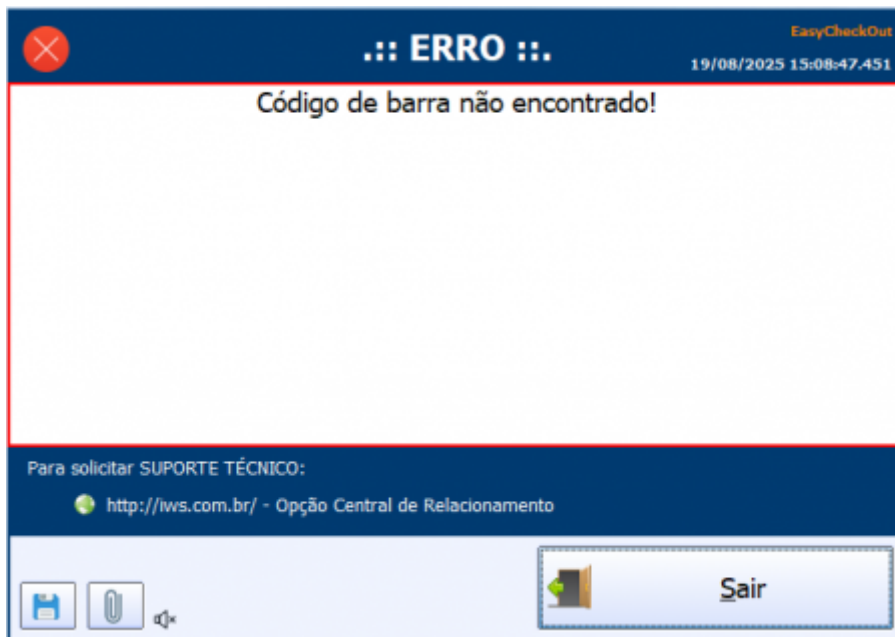 EasyCheckOut
.:: ERRO ::.
19/08/2025 15:08:47.451
Código de barra não encontrado!
Para solicitar SUPORTE TÉCNICO:
http://iws.com.br/ - Opção Central de Relacionamento
Sair